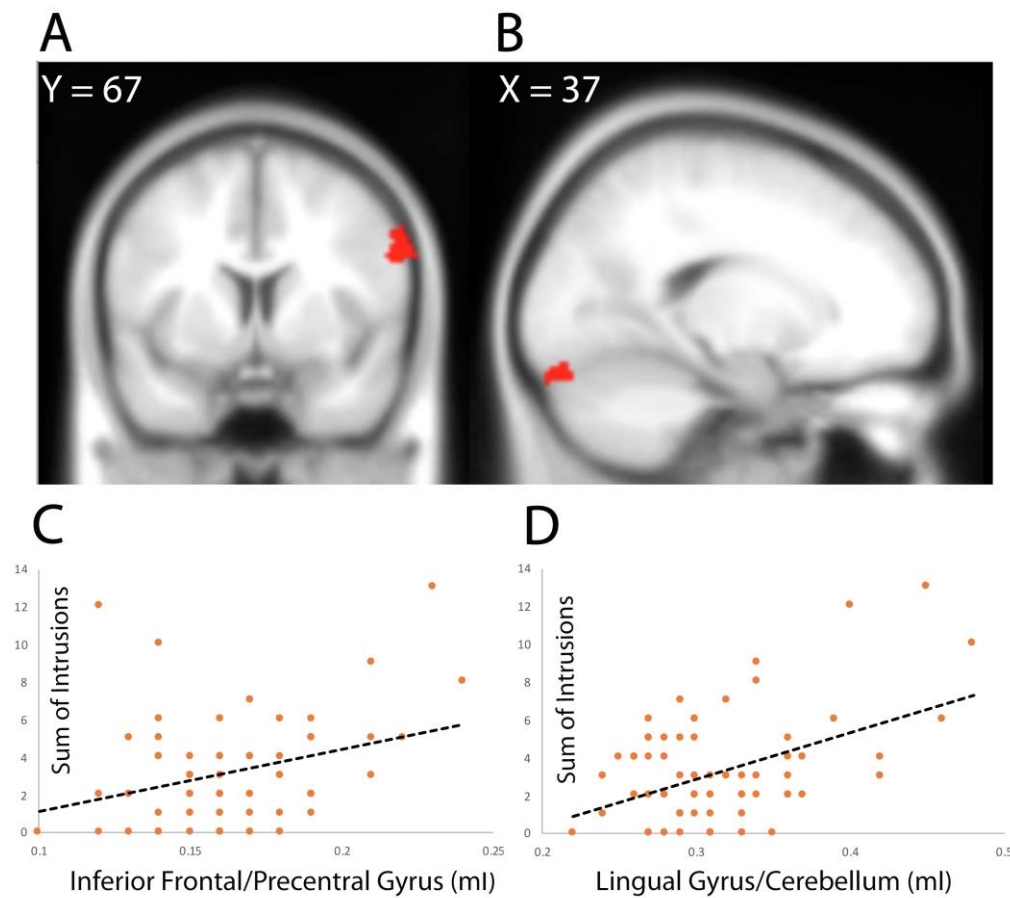 A
B
Y = 67
X = 37
C
D
14
12
10
8
6
4
2
0
Sum of Intrusions
0.1
0.15
0.2
0.25
Inferior Frontal/Precentral Gyrus (ml)
14
12
10
8
6
4
2
0
Sum of Intrusions
0.2
0.3
0.4
0.5
Lingual Gyrus/Cerebellum (ml)